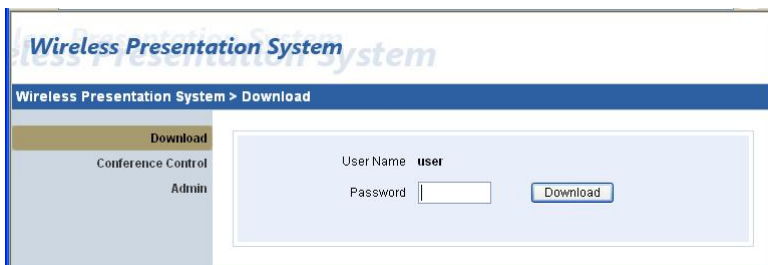 Wireless Presentation System
Wireless Presentation System > Download
Download
Conference Control
Admin
User Name user
Password Download